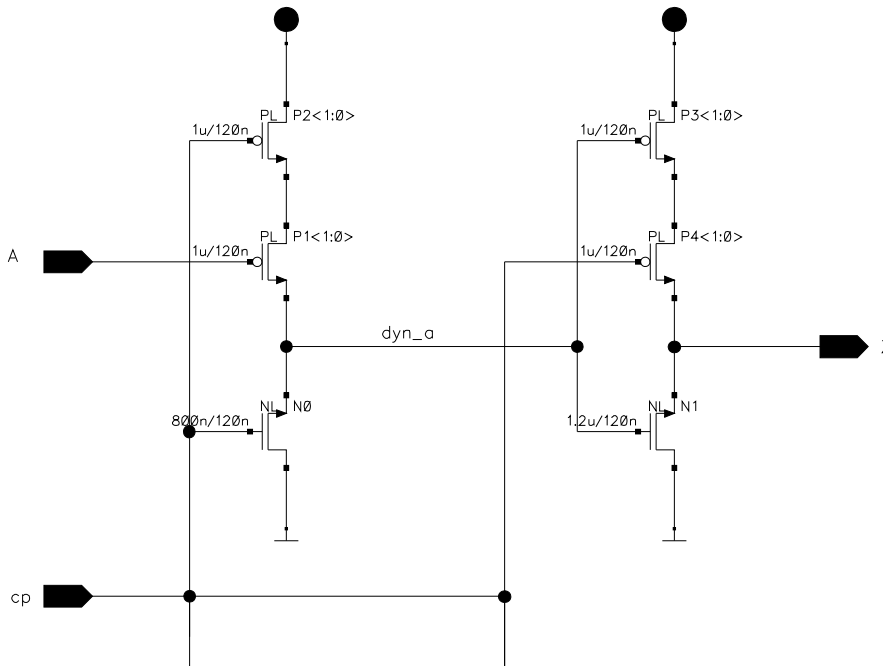 PL P2<1:0>
1u/120n
PL P3<1:0>
1u/120n
A
PL P1<1:0>
1u/120n
PL P4<1:0>
1u/120n
dyn_a
NL N0
800n/120n
NL N1
1.2u/120n
cp